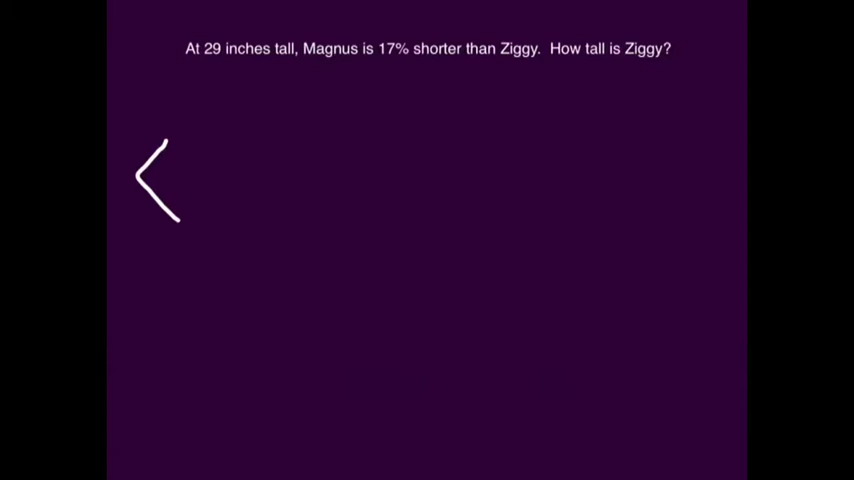 At 29 inches tall, Magnus is 17% shorter than Ziggy.  How tall is Ziggy?